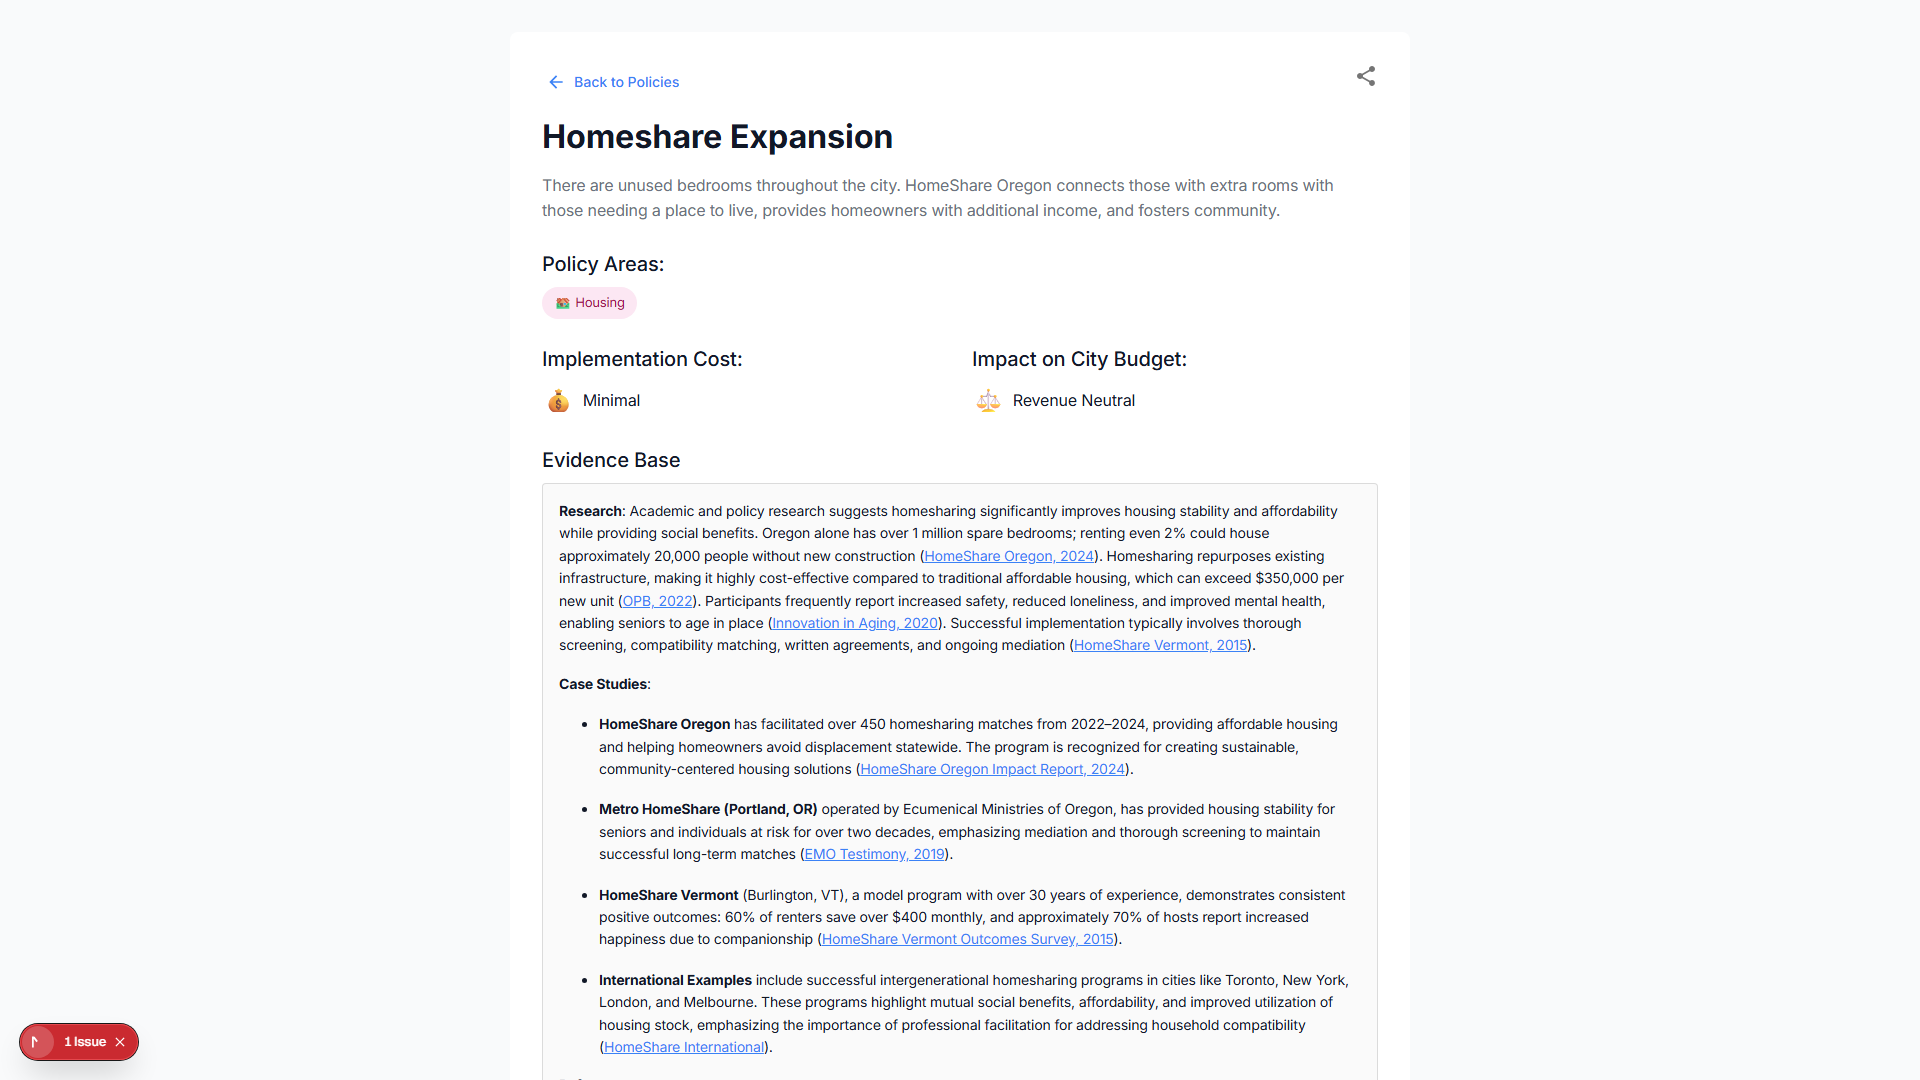 Back to Policies
Homeshare Expansion
There are unused bedrooms throughout the city. HomeShare Oregon connects those with extra rooms with
those needing a place to live, provides homeowners with additional income, and fosters community.
Policy Areas:
Housing
Implementation Cost:
Minimal
Impact on City Budget:
Revenue Neutral
Evidence Base
Research: Academic and policy research suggests homesharing significantly improves housing stability and affordability
while providing social benefits. Oregon alone has over 1 million spare bedrooms; renting even 2% could house
approximately 20,000 people without new construction (HomeShare Oregon, 2024). Homesharing repurposes existing
infrastructure, making it highly cost-effective compared to traditional affordable housing, which can exceed $350,000 per
new unit (OPB, 2022). Participants frequently report increased safety, reduced loneliness, and improved mental health,
enabling seniors to age in place (Innovation in Aging, 2020). Successful implementation typically involves thorough
screening, compatibility matching, written agreements, and ongoing mediation (HomeShare Vermont, 2015).
Case Studies:
HomeShare Oregon has facilitated over 450 homesharing matches from 2022–2024, providing affordable housing
and helping homeowners avoid displacement statewide. The program is recognized for creating sustainable,
community-centered housing solutions (HomeShare Oregon Impact Report, 2024).
Metro HomeShare (Portland, OR) operated by Ecumenical Ministries of Oregon, has provided housing stability for
seniors and individuals at risk for over two decades, emphasizing mediation and thorough screening to maintain
successful long-term matches (EMO Testimony, 2019).
HomeShare Vermont (Burlington, VT), a model program with over 30 years of experience, demonstrates consistent
positive outcomes: 60% of renters save over $400 monthly, and approximately 70% of hosts report increased
happiness due to companionship (HomeShare Vermont Outcomes Survey, 2015).
International Examples include successful intergenerational homesharing programs in cities like Toronto, New York,
London, and Melbourne. These programs highlight mutual social benefits, affordability, and improved utilization of
housing stock, emphasizing the importance of professional facilitation for addressing household compatibility
(HomeShare International).
1 Issue